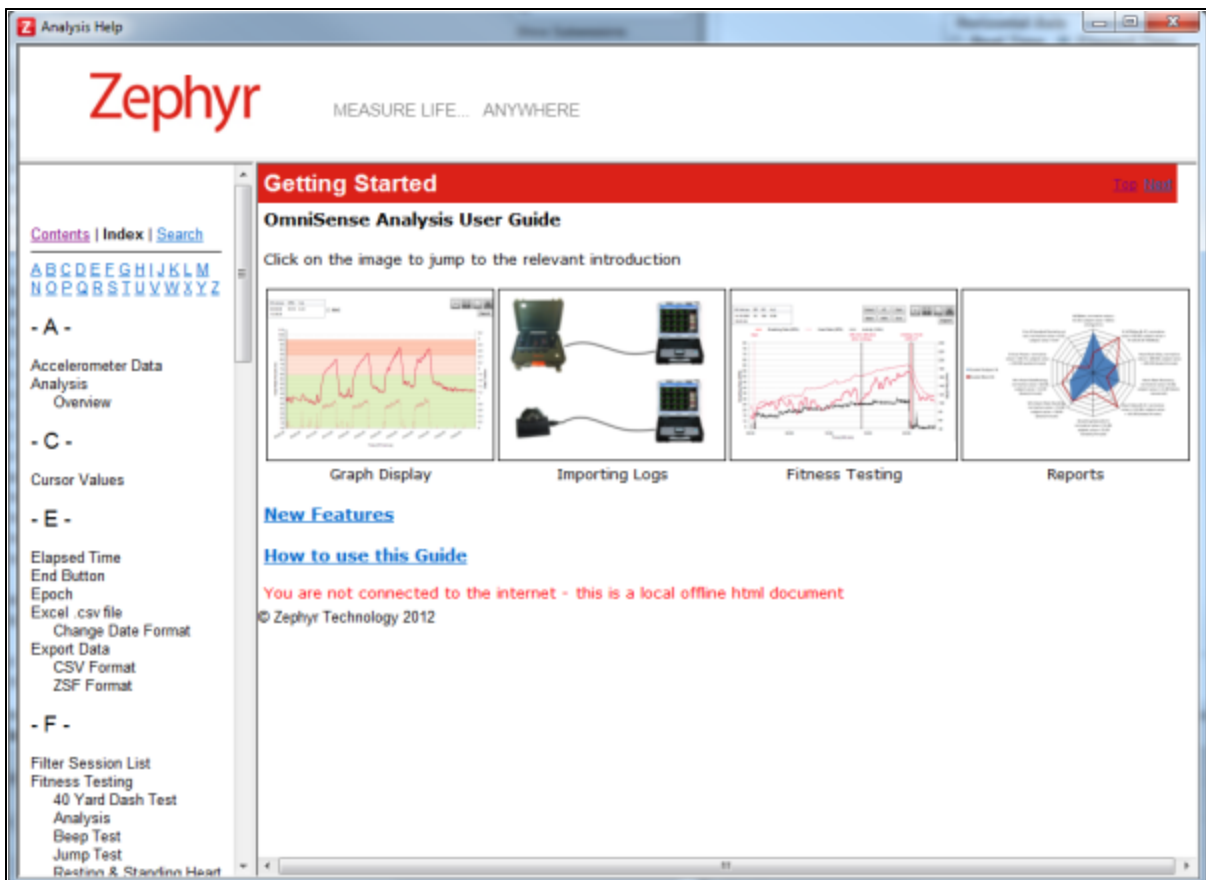 Analysis Help
Zephyr
MEASURE LIFE... ANYWHERE
Contents | Index | Search
A B C D E F G H I J K L M
N O P Q R S T U V W X Y Z
- A -
Accelerometer Data
Analysis
Overview
- C -
Cursor Values
- E -
Elapsed Time
End Button
Epoch
Excel .csv file
Change Date Format
Export Data
CSV Format
ZSF Format
- F -
Filter Session List
Fitness Testing
40 Yard Dash Test
Analysis
Beep Test
Jump Test
Resting & Standing Heart
Getting Started
Top Next
OmniSense Analysis User Guide
Click on the image to jump to the relevant introduction
Graph Display
Importing Logs
Fitness Testing
Reports
New Features
How to use this Guide
You are not connected to the internet - this is a local offline html document
© Zephyr Technology 2012